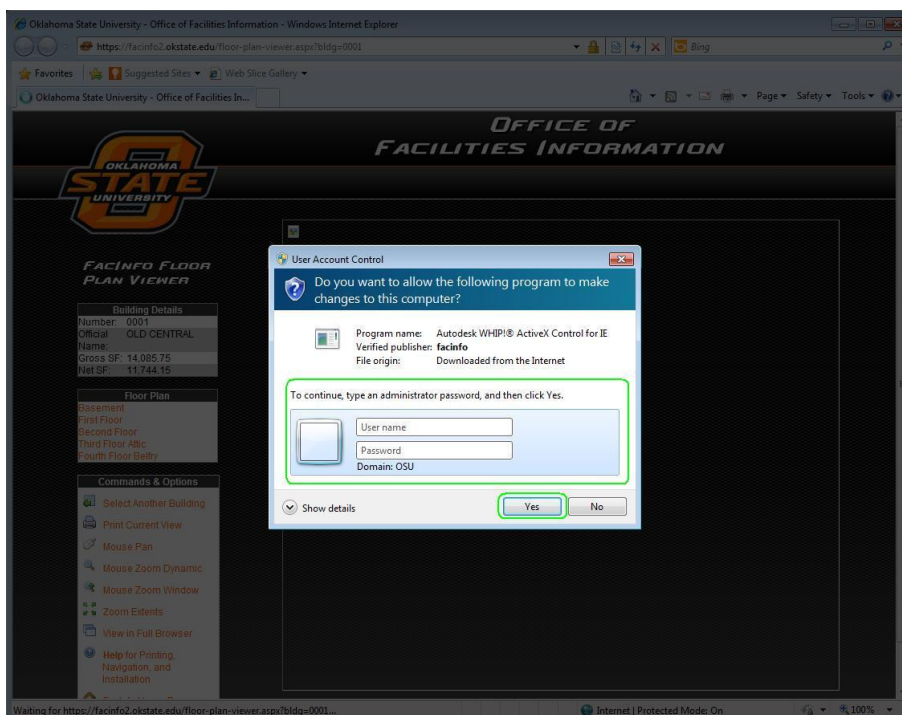 Oklahoma State University - Office of Facilities Information - Windows Internet Explorer
https://facinfo2.okstate.edu/floor-plan-viewer.aspx?bldg=0001
Bing
Favorites
Suggested Sites
Web Slice Gallery
Oklahoma State University - Office of Facilities In...
Page
Safety
Tools
OFFICE OF
FACILITIES INFORMATION
OKLAHOMA
STATE
UNIVERSITY
FACINFO FLOOR
PLAN VIEWER
Building Details
Number: 0001
Official OLD CENTRAL
Name:
Gross SF: 14,085.75
Net SF: 11,744.15
Floor Plan
Basement
First Floor
Second Floor
Third Floor Attic
Fourth Floor Belfry
Commands & Options
Select Another Building
Print Current View
Mouse Pan
Mouse Zoom Dynamic
Mouse Zoom Window
Zoom Extents
View in Full Browser
Help for Printing,
Navigation, and
Installation
User Account Control
Do you want to allow the following program to make
changes to this computer?
Program name: Autodesk WHIP!® ActiveX Control for IE
Verified publisher: facinfo
File origin: Downloaded from the Internet
To continue, type an administrator password, and then click Yes.
User name
Password
Domain: OSU
Show details
Yes
No
Waiting for https://facinfo2.okstate.edu/floor-plan-viewer.aspx?bldg=0001...
Internet | Protected Mode: On
100%